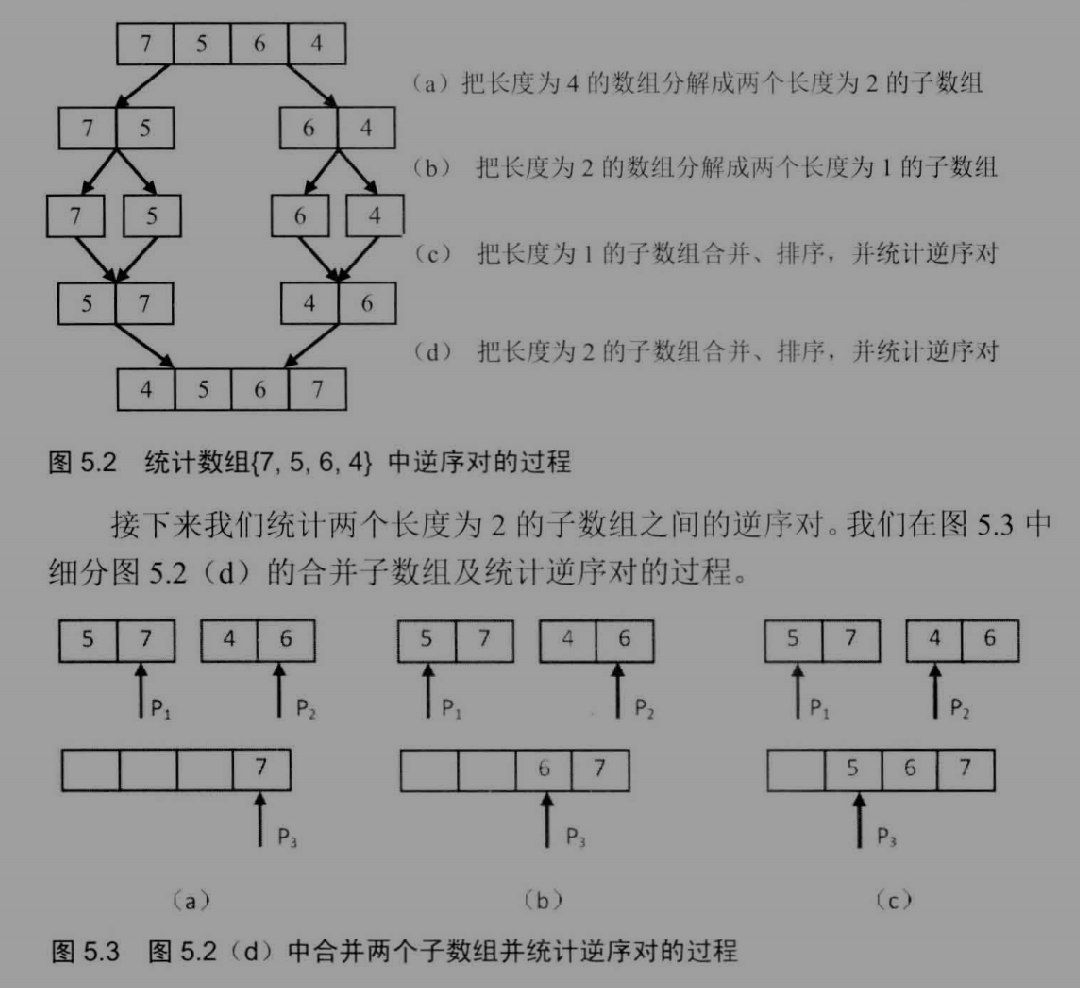 7 5 6 4
(a)把长度为 4 的数组分解成两个长度为 2 的子数组
7 5 6 4
(b) 把长度为 2 的数组分解成两个长度为 1 的子数组
7 5 6 4
(c) 把长度为 1 的子数组合并、排序，并统计逆序对
5 7 4 6
(d) 把长度为 2 的子数组合并、排序，并统计逆序对
4 5 6 7
图 5.2 统计数组{7, 5, 6, 4} 中逆序对的过程
接下来我们统计两个长度为 2 的子数组之间的逆序对。我们在图 5.3 中
细分图 5.2（d）的合并子数组及统计逆序对的过程。
5 7 4 6 5 7 4 6 5 7 4 6
P₁ P₂ P₁ P₂ P₁ P₂
7 6 7 5 6 7
P₃ P₃ P₃
（a） （b） （c）
图 5.3 图 5.2（d）中合并两个子数组并统计逆序对的过程